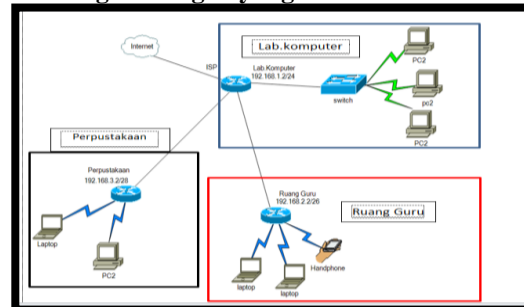 Internet
ISP
Lab.komputer
Lab.Komputer
192.168.1.2/24
switch
PC2
pc2
PC2
Perpustakaan
Perpustakaan
192.168.3.2/28
Laptop
PC2
Ruang Guru
192.168.2.2/26
Ruang Guru
Handphone
laptop
laptop